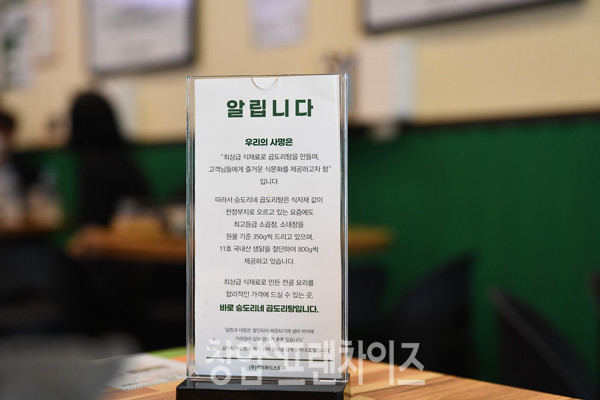 알립니다
우리의 사명은
"최상급 식재료로 곱도리탕을 만들며,
고객님들에게 즐거운 식문화를 제공하고자 함"
입니다.
따라서 승도리네 곱도리탕은 식자재 값이
천정부지로 오르고 있는 요즘에도
최고등급 소곱창, 소대창을
원물 기준 350g씩 드리고 있으며,
11호 국내산 생닭을 절단하여 800g씩
제공하고 있습니다.
최상급 식재료로 만든 전골 요리를
합리적인 가격에 드실 수 있는 곳,
바로 승도리네 곱도리탕입니다.
창업&프랜차이즈